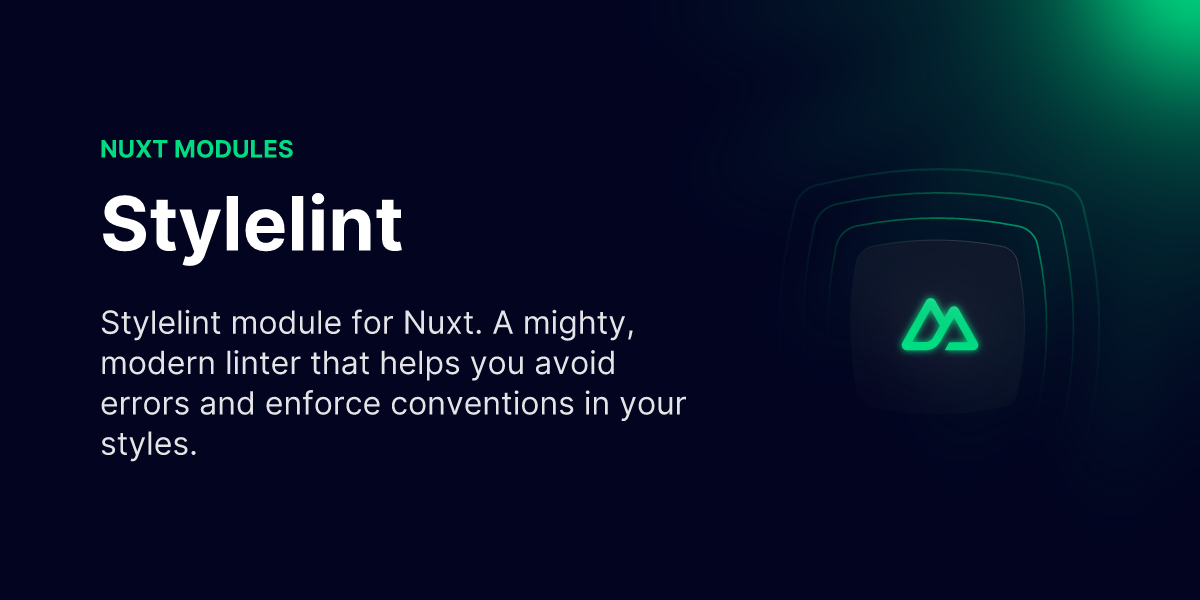 NUXT MODULES
Stylelint
Stylelint module for Nuxt. A mighty,
modern linter that helps you avoid
errors and enforce conventions in your
styles.